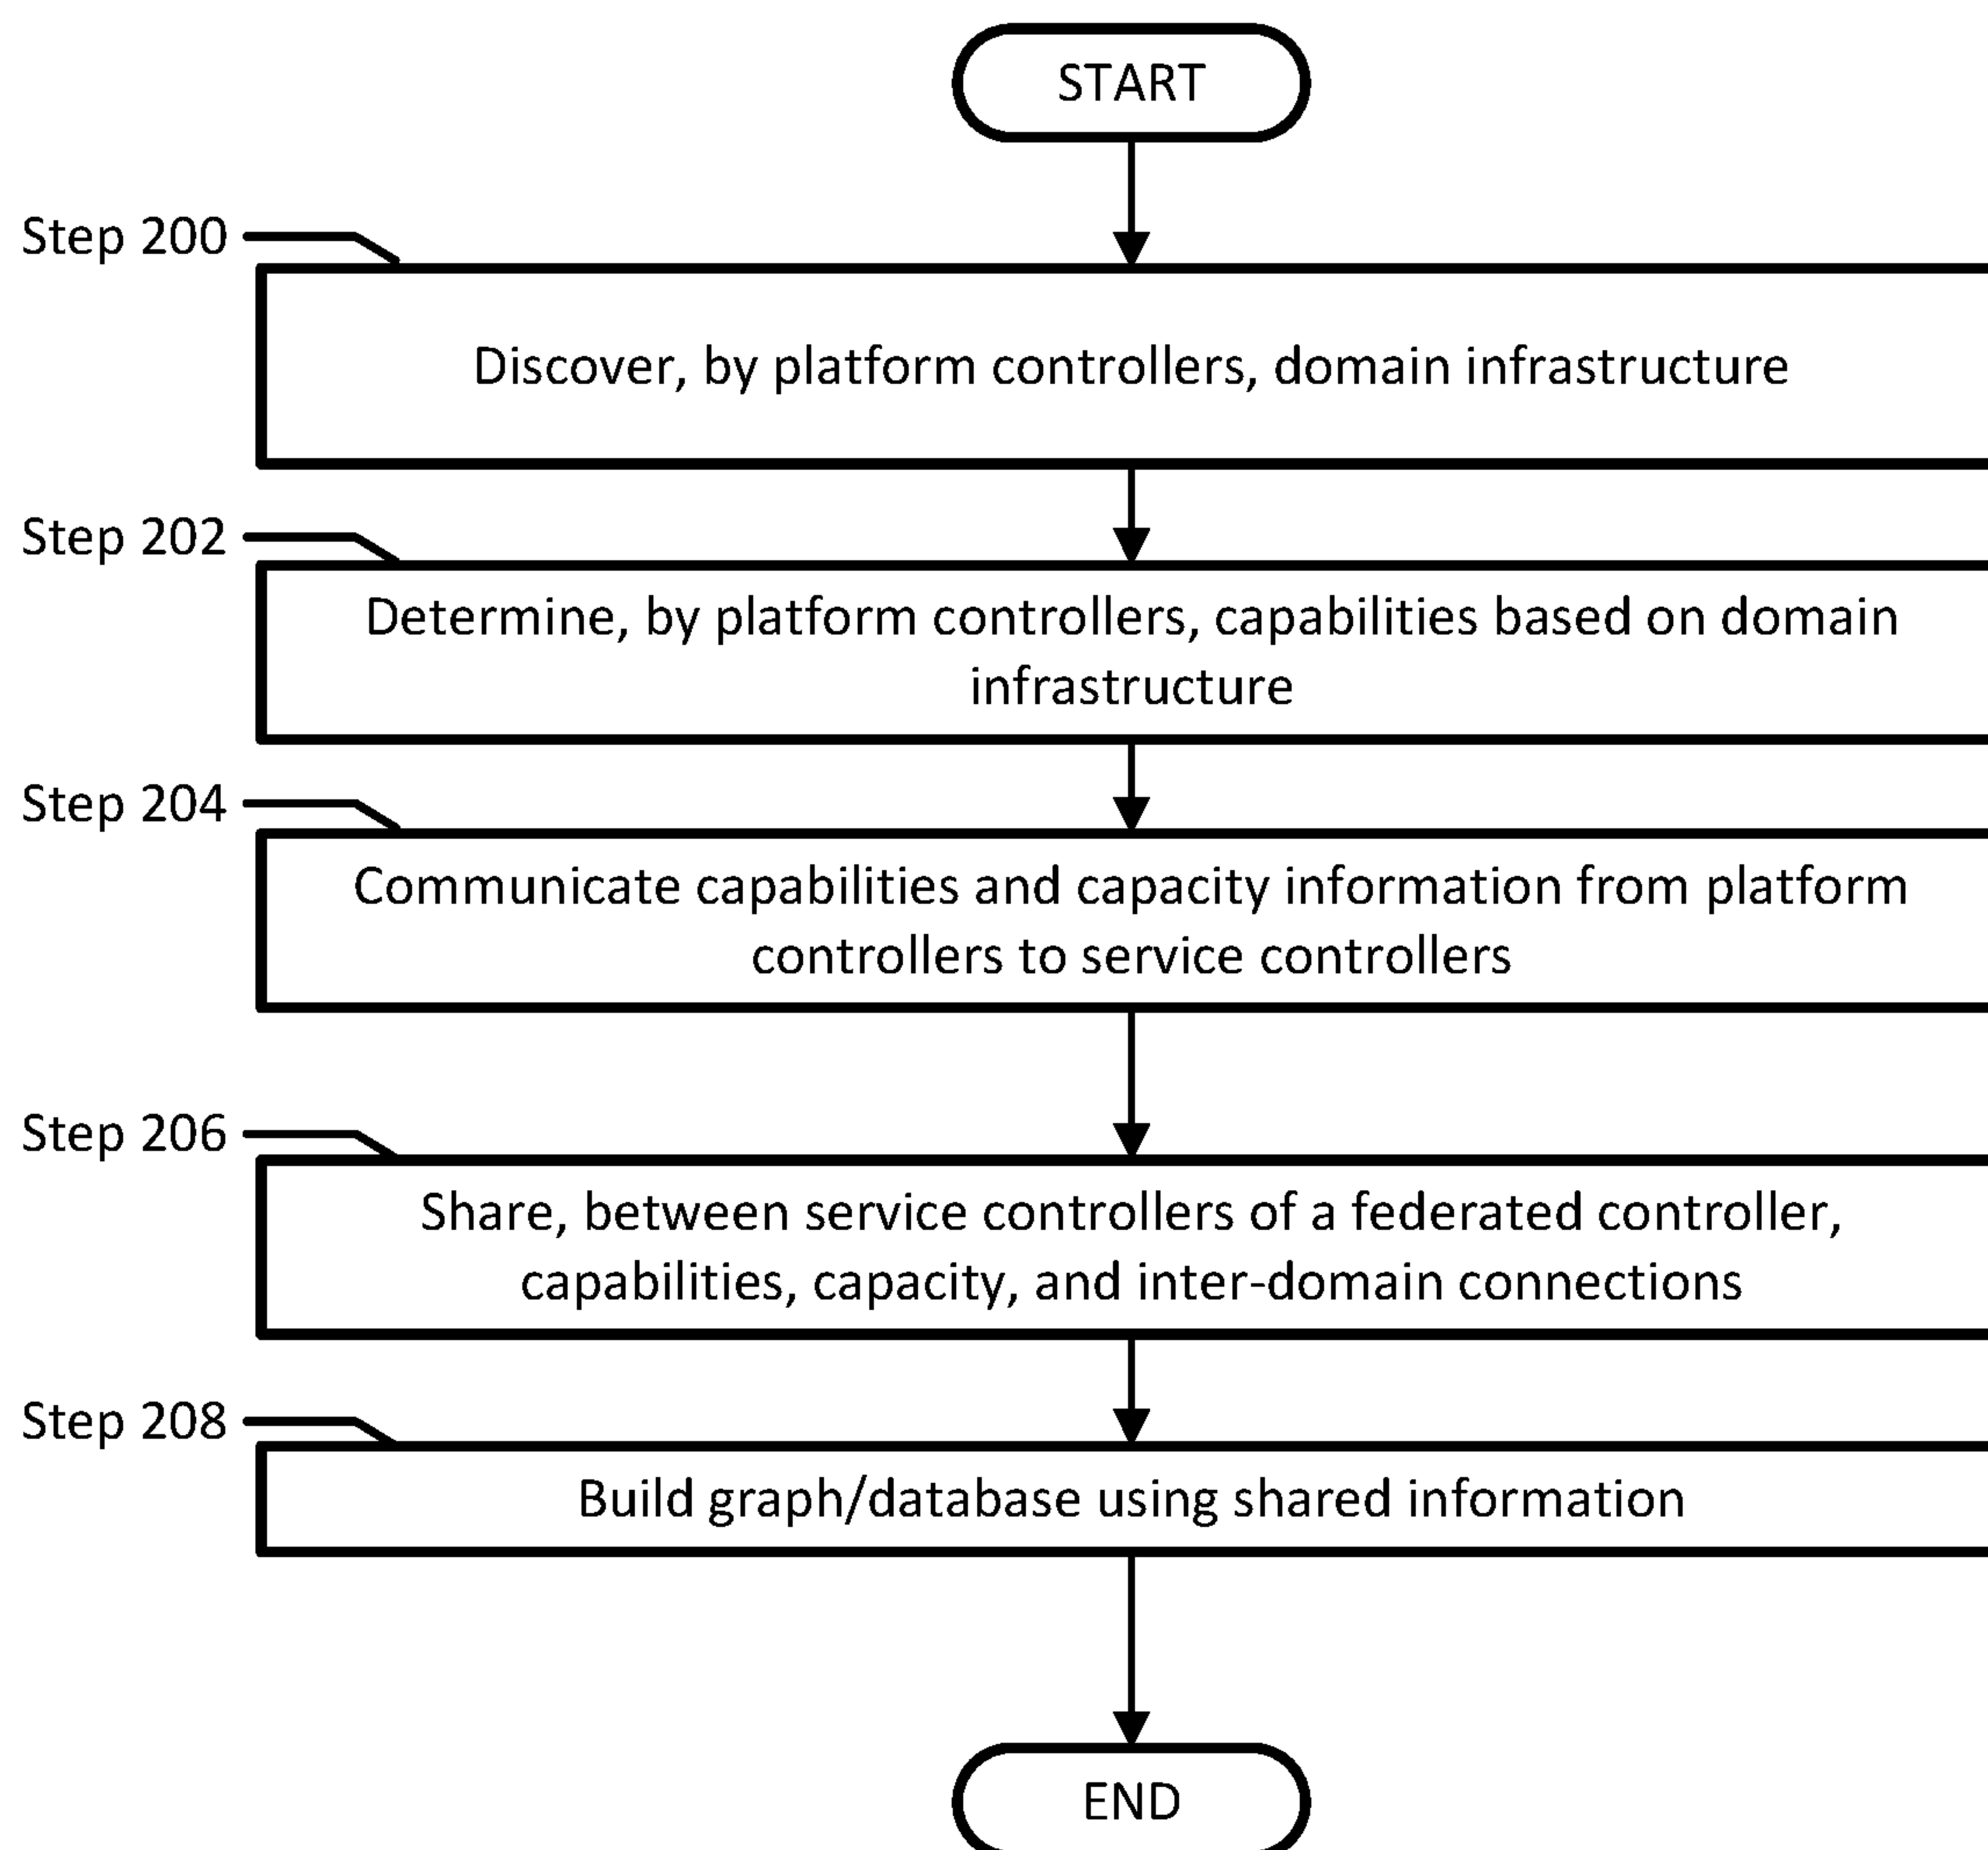 START
Step 200
Discover, by platform controllers, domain infrastructure
Step 202
Determine, by platform controllers, capabilities based on domain
infrastructure
Step 204
Communicate capabilities and capacity information from platform
controllers to service controllers
Step 206
Share, between service controllers of a federated controller,
capabilities, capacity, and inter-domain connections
Step 208
Build graph/database using shared information
END